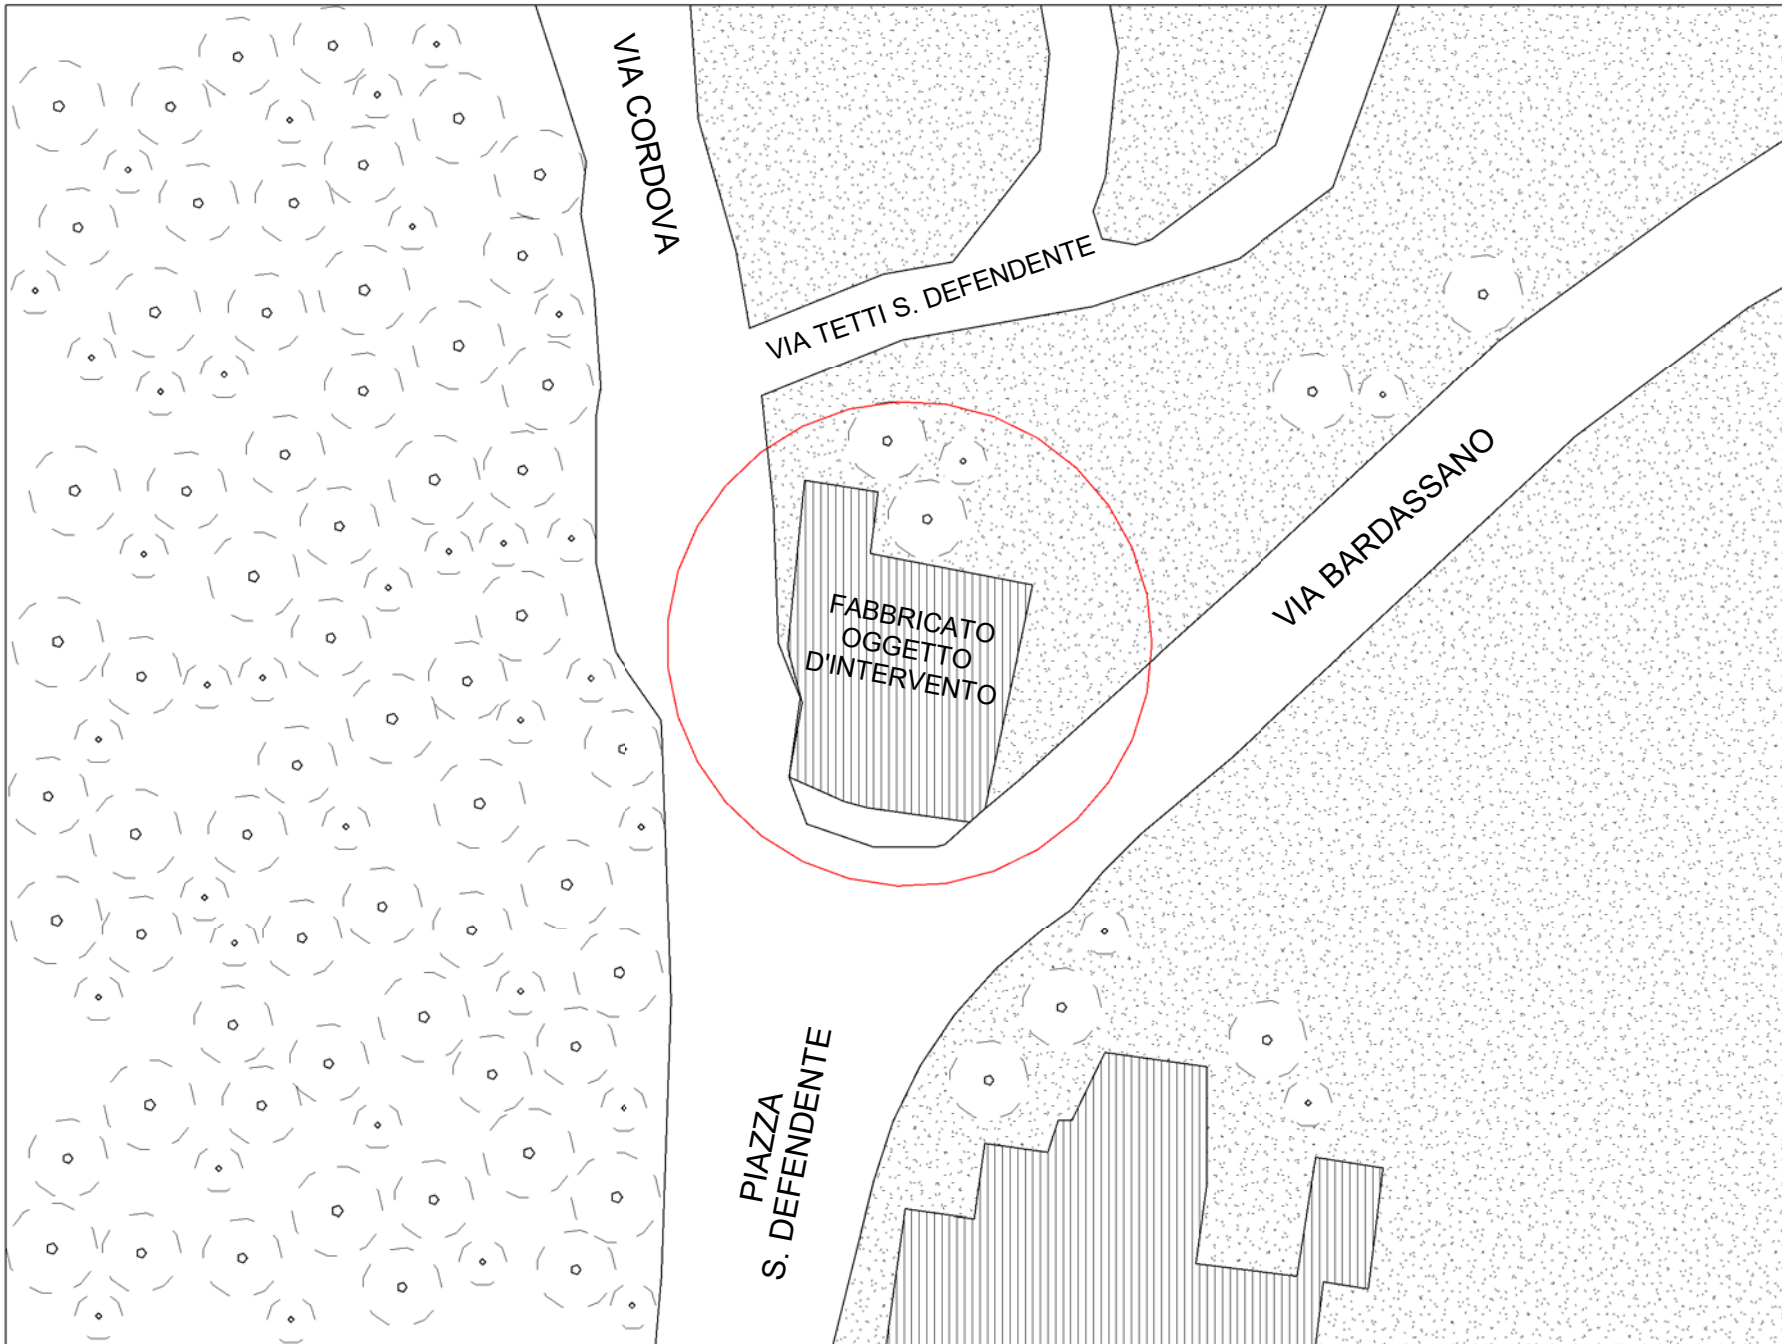 VIA CORDOVA
VIA TETTI S. DEFENDENTE
VIA BARDASSANO
FABBRICATO
OGGETTO
D'INTERVENTO
PIAZZA
S. DEFENDENTE